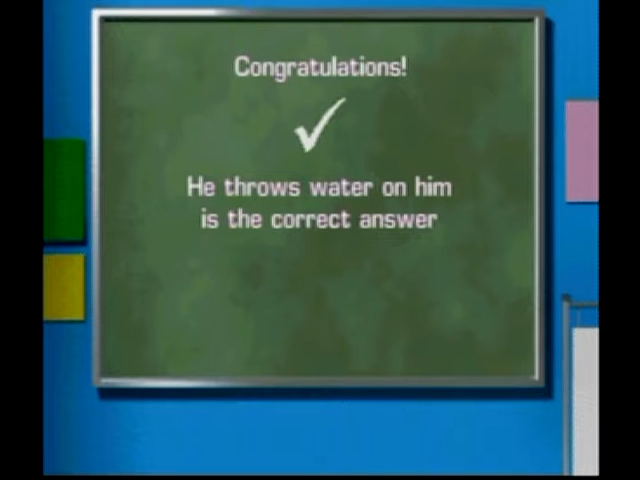 Congratulations!
He throws water on him
is the correct answer